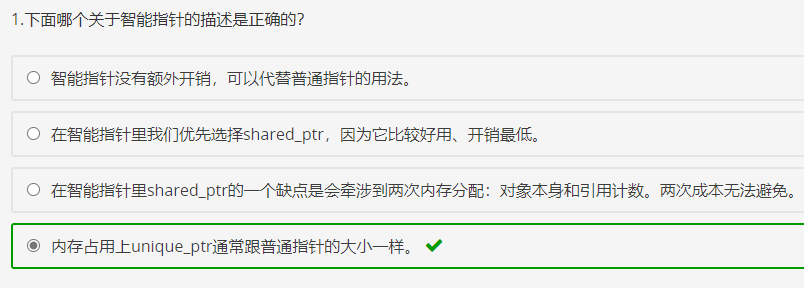 1.下面哪个关于智能指针的描述是正确的？
智能指针没有额外开销，可以代替普通指针的用法。
在智能指针里我们优先选择shared_ptr，因为它比较好用、开销最低。
在智能指针里shared_ptr的一个缺点是会牵涉到两次内存分配：对象本身和引用计数。两次成本无法避免。
内存占用上unique_ptr通常跟普通指针的大小一样。